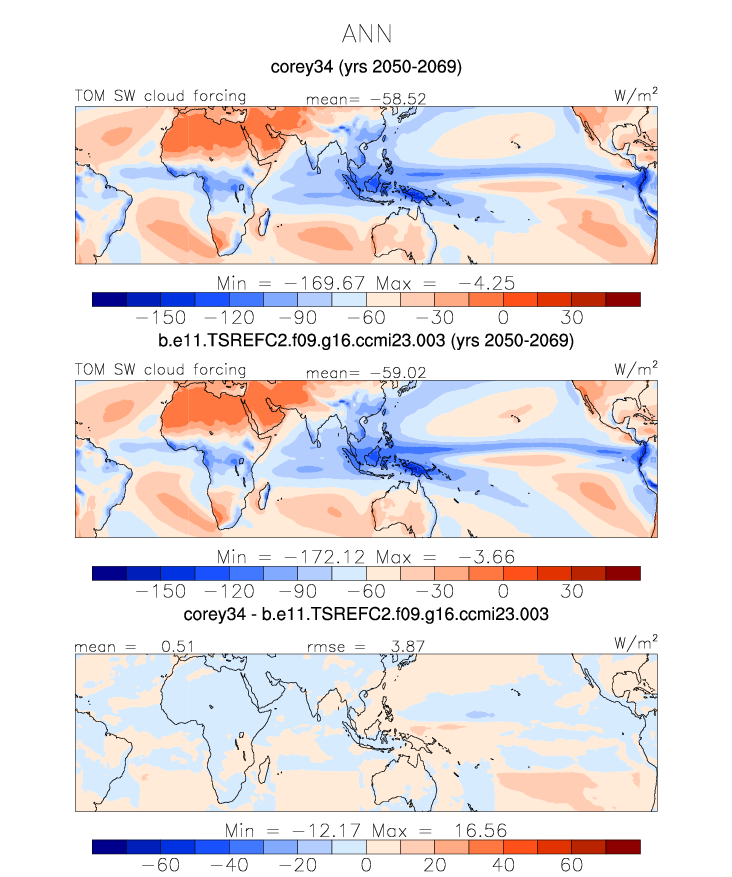 ANN
corey34 (yrs 2050-2069)
TOM SW cloud forcing mean= −58.52 W/m²
Min = −169.67 Max = −4.25
−150 −120 −90 −60 −30 0 30
b.e11.TSREFC2.f09.g16.ccmi23.003 (yrs 2050-2069)
TOM SW cloud forcing mean= −59.02 W/m²
Min = −172.12 Max = −3.66
−150 −120 −90 −60 −30 0 30
corey34 - b.e11.TSREFC2.f09.g16.ccmi23.003
mean = 0.51 rmse = 3.87 W/m²
Min = −12.17 Max = 16.56
−60 −40 −20 0 20 40 60